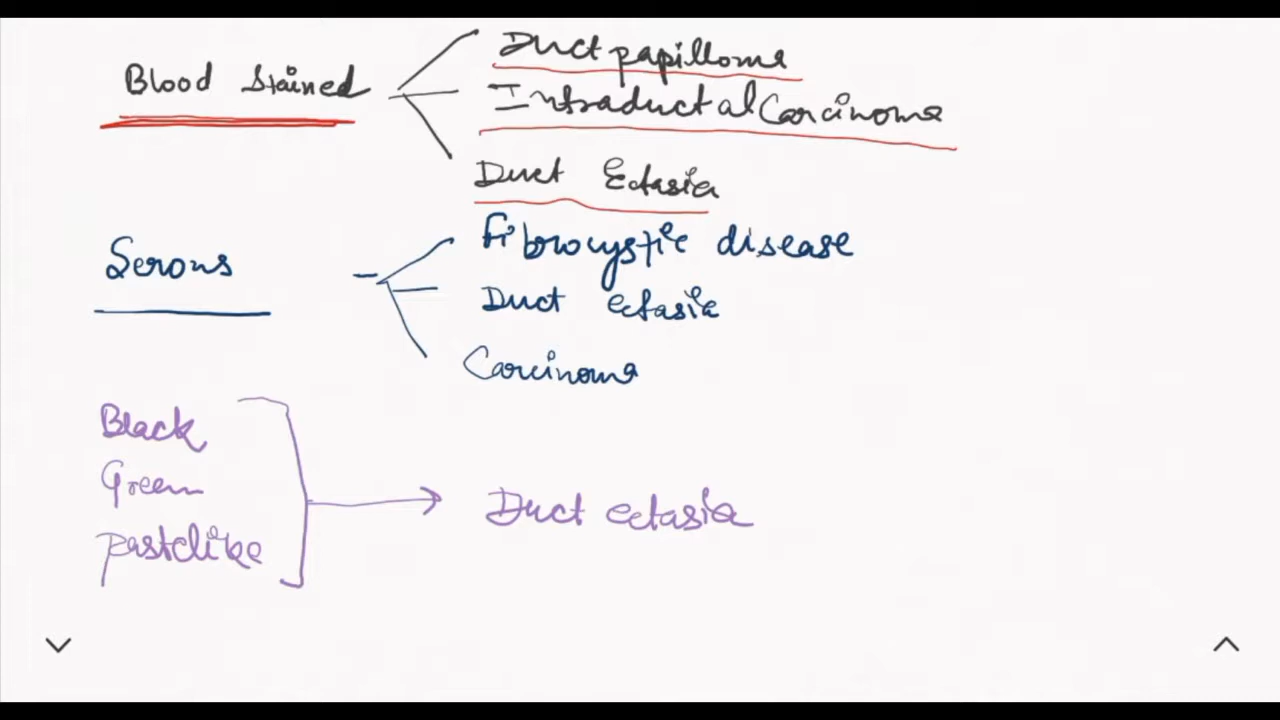 Blood Stained
Duct papilloma
Intraductal Carcinoma
Duct Ectasia
Serous
Fibrocystic disease
Duct ectasia
Carcinoma
Black
Green
pastelike
Duct ectasia